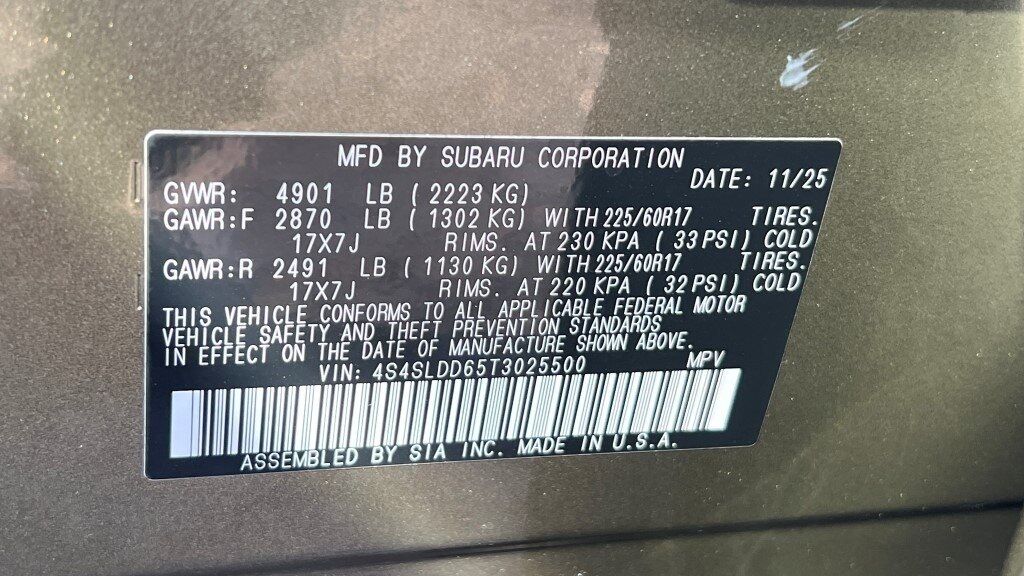 MFD BY SUBARU CORPORATION
DATE: 11/25
GVWR: 4901 LB ( 2223 KG)
GAWR:F 2870 LB ( 1302 KG) WITH 225/60R17 TIRES.
17X7J RIMS. AT 230 KPA ( 33 PSI) COLD
GAWR:R 2491 LB ( 1130 KG) WITH 225/60R17 TIRES.
17X7J RIMS. AT 220 KPA ( 32 PSI) COLD
THIS VEHICLE CONFORMS TO ALL APPLICABLE FEDERAL MOTOR
VEHICLE SAFETY AND THEFT PREVENTION STANDARDS
IN EFFECT ON THE DATE OF MANUFACTURE SHOWN ABOVE.
VIN: 4S4SLDD65T3025500 MPV
ASSEMBLED BY SIA INC. MADE IN U.S.A.